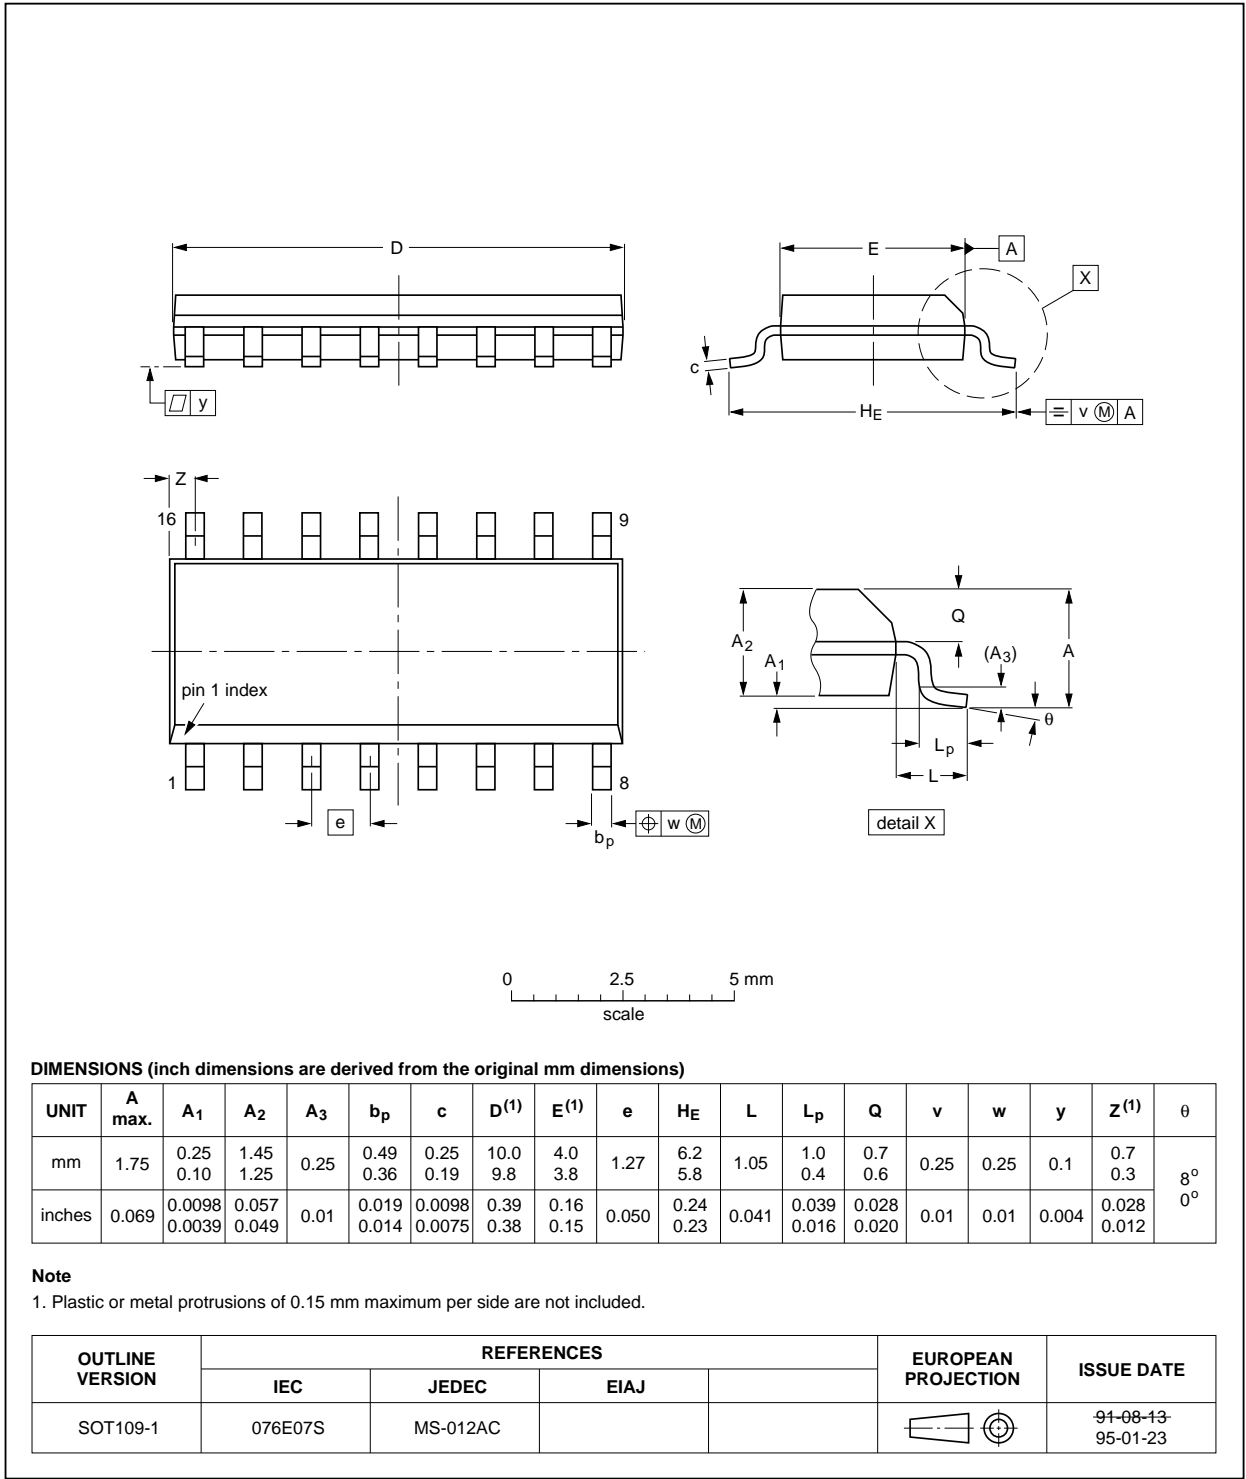 D
E
A
X
c
y
HE
v M A
Z
16
9
pin 1 index
1
8
e
bp
w M
Q
A2
A1
(A3)
A
θ
Lp
L
detail X
0 2.5 5 mm
scale
DIMENSIONS (inch dimensions are derived from the original mm dimensions)
UNIT A max. A1 A2 A3 bp c D(1) E(1) e HE L Lp Q v w y Z(1) θ
mm 1.75 0.25 0.10 1.45 1.25 0.25 0.49 0.36 0.25 0.19 10.0 9.8 4.0 3.8 1.27 6.2 5.8 1.05 1.0 0.4 0.7 0.6 0.25 0.25 0.1 0.7 0.3 8o 0o
inches 0.069 0.0098 0.0039 0.057 0.049 0.01 0.019 0.014 0.0098 0.0075 0.39 0.38 0.16 0.15 0.050 0.24 0.23 0.041 0.039 0.016 0.028 0.020 0.01 0.01 0.004 0.028 0.012
Note
1. Plastic or metal protrusions of 0.15 mm maximum per side are not included.
OUTLINE VERSION REFERENCES EUROPEAN PROJECTION ISSUE DATE
IEC JEDEC EIAJ
SOT109-1 076E07S MS-012AC 91-08-13
95-01-23